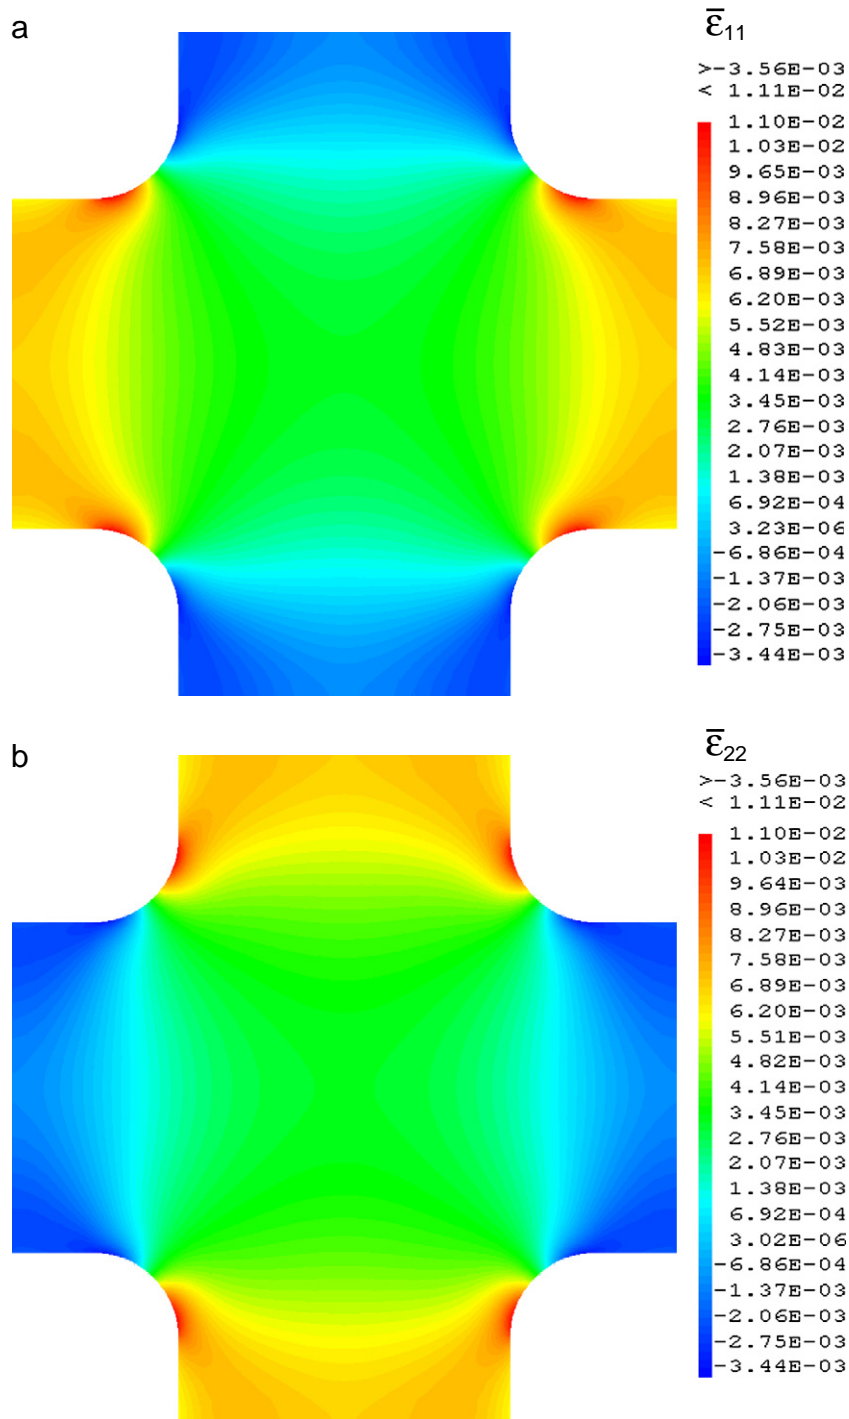 a
ε̄11
>-3.56E-03
< 1.11E-02
1.10E-02
1.03E-02
9.65E-03
8.96E-03
8.27E-03
7.58E-03
6.89E-03
6.20E-03
5.52E-03
4.83E-03
4.14E-03
3.45E-03
2.76E-03
2.07E-03
1.38E-03
6.92E-04
3.23E-06
-6.86E-04
-1.37E-03
-2.06E-03
-2.75E-03
-3.44E-03
b
ε̄22
>-3.56E-03
< 1.11E-02
1.10E-02
1.03E-02
9.64E-03
8.96E-03
8.27E-03
7.58E-03
6.89E-03
6.20E-03
5.51E-03
4.82E-03
4.14E-03
3.45E-03
2.76E-03
2.07E-03
1.38E-03
6.92E-04
3.02E-06
-6.86E-04
-1.37E-03
-2.06E-03
-2.75E-03
-3.44E-03